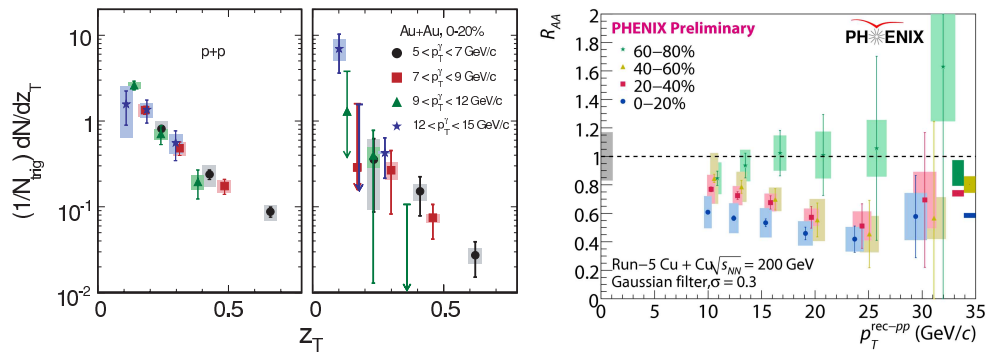 (1/N_trig) dN/dz_T
10
1
10⁻¹
10⁻²
p+p
0
0.5
Au+Au, 0-20%
5 < p_T^γ < 7 GeV/c
7 < p_T^γ < 9 GeV/c
9 < p_T^γ < 12 GeV/c
12 < p_T^γ < 15 GeV/c
0
0.5
z_T
R_AA
2
1.8
1.6
1.4
1.2
1
0.8
0.6
0.4
0.2
0
PHENIX Preliminary
PH ENIX
60–80%
40–60%
20–40%
0–20%
Run–5 Cu + Cu √s_NN = 200 GeV
Gaussian filter, σ = 0.3
0 5 10 15 20 25 30 35
p_T^rec-pp (GeV/c)